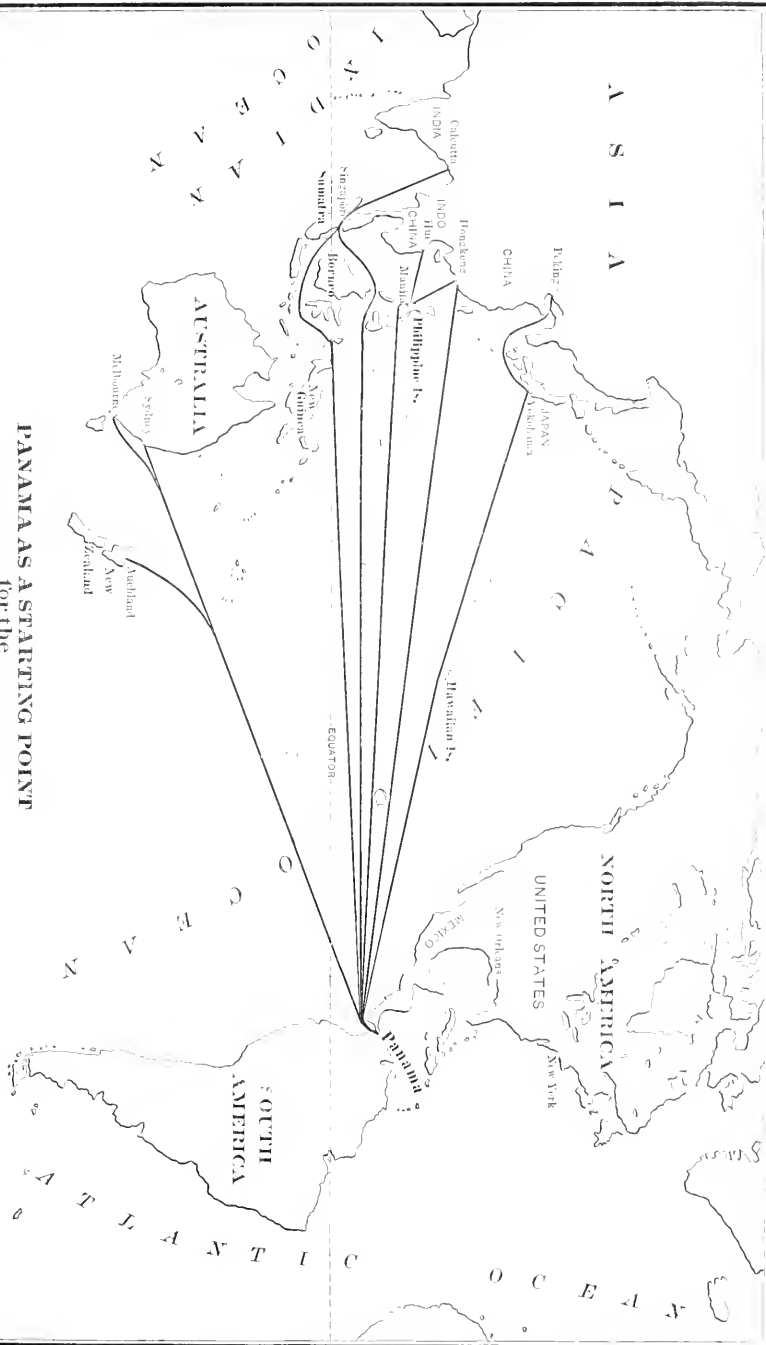 ASIA
Peking
CHINA
JAPAN
Yokohama
Hongkong
INDO
CHINA
Hue
Calcutta
INDIA
Manila
Philippine Is.
Singapore
Sumatra
Borneo
New
Guinea
INDIAN
OCEAN
AUSTRALIA
Sydney
Melbourne
Auckland
New
Zealand
PACIFIC
OCEAN
Hawaiian Is.
EQUATOR
NORTH AMERICA
UNITED STATES
New York
New Orleans
MEXICO
Panama
SOUTH
AMERICA
ATLANTIC OCEAN
PANAMA AS A STARTING POINT
for the